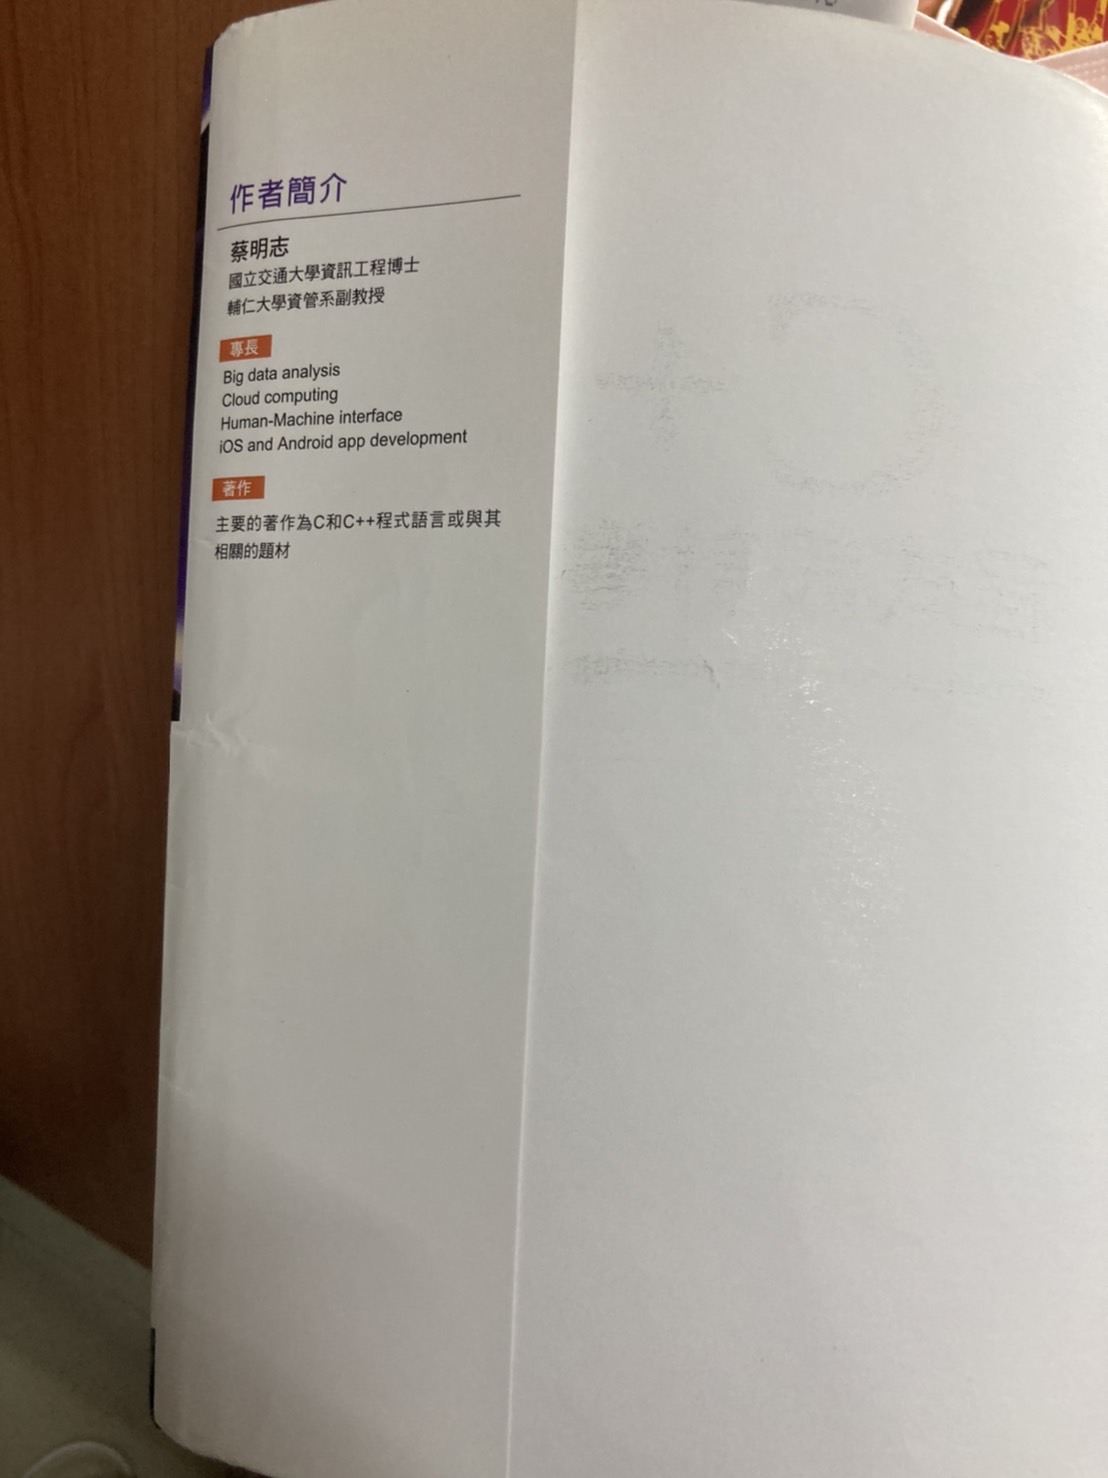 作者簡介
蔡明志
國立交通大學資訊工程博士
輔仁大學資管系副教授
專長
Big data analysis
Cloud computing
Human-Machine interface
iOS and Android app development
著作
主要的著作為C和C++程式語言或與其
相關的題材